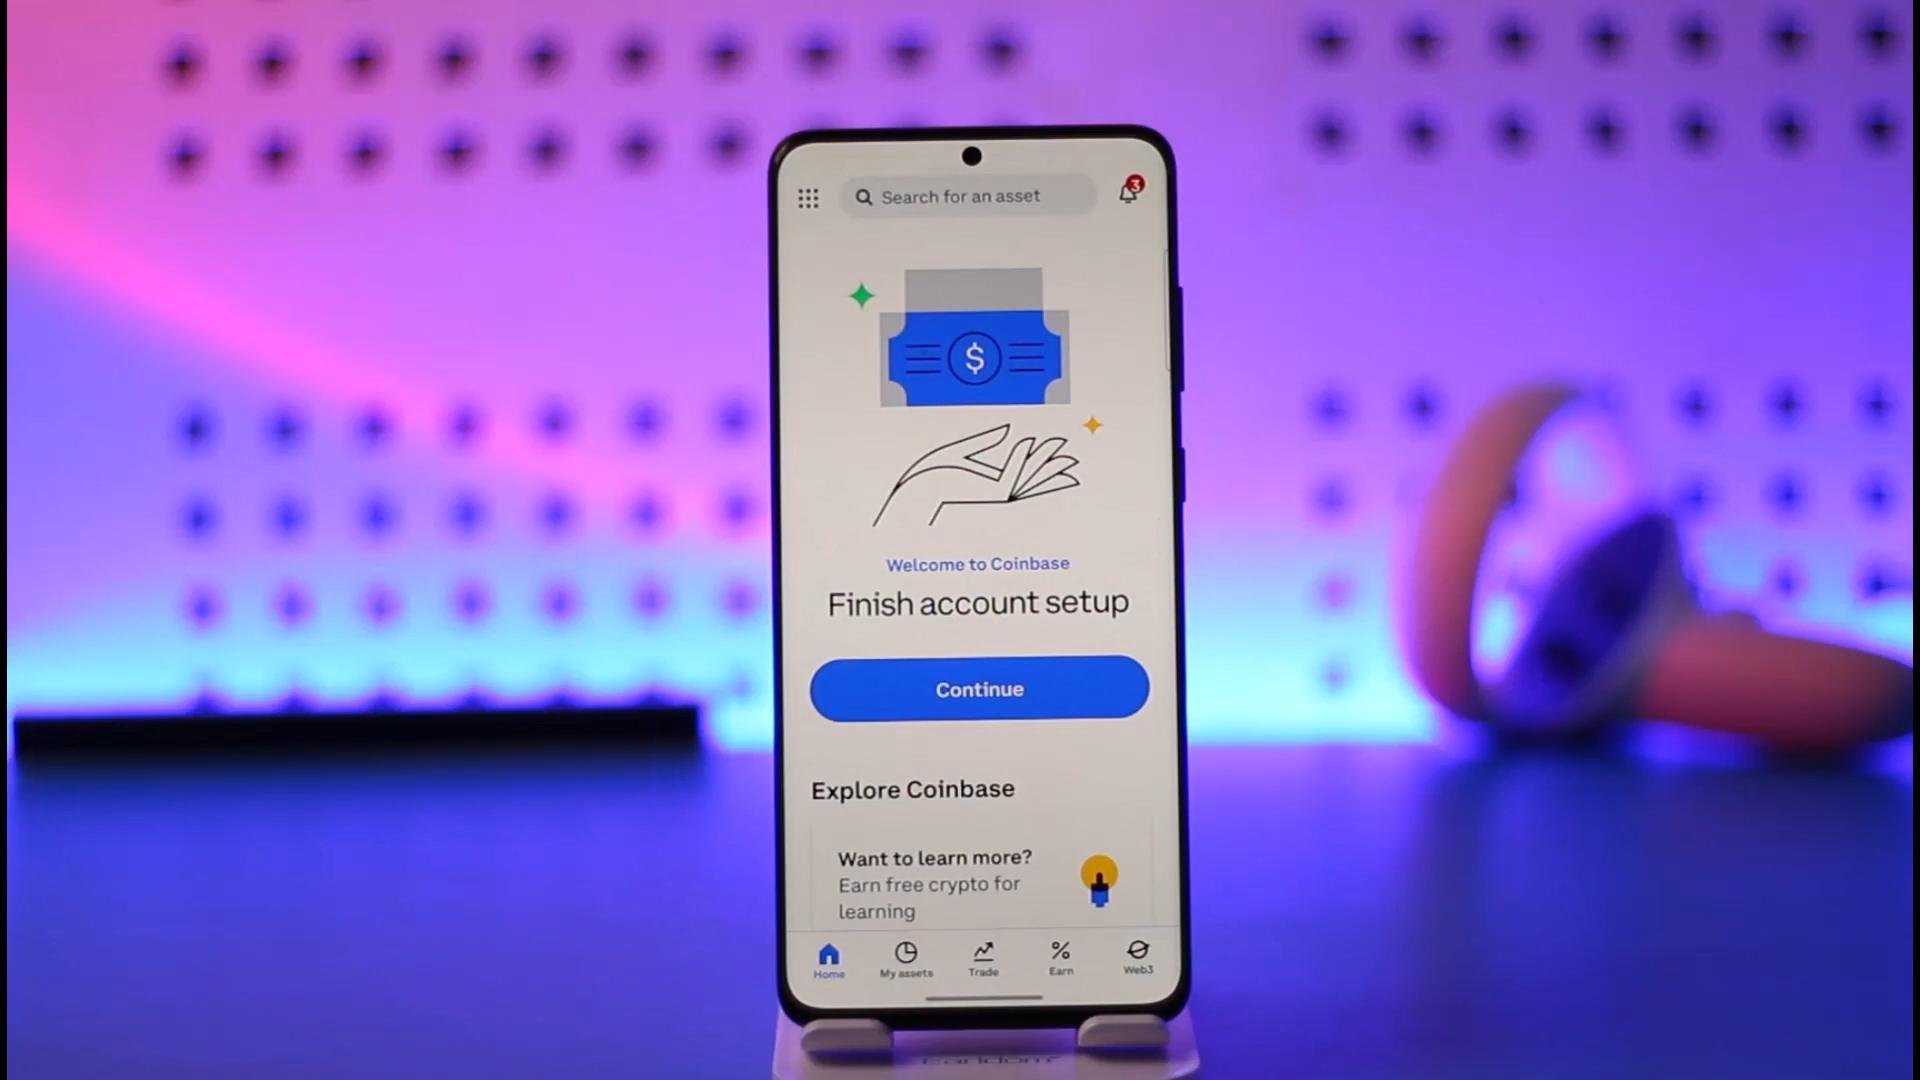 Search for an asset
3
$
Welcome to Coinbase
Finish account setup
Continue
Explore Coinbase
Want to learn more?
Earn free crypto for
learning
Home
My assets
Trade
Earn
Web3